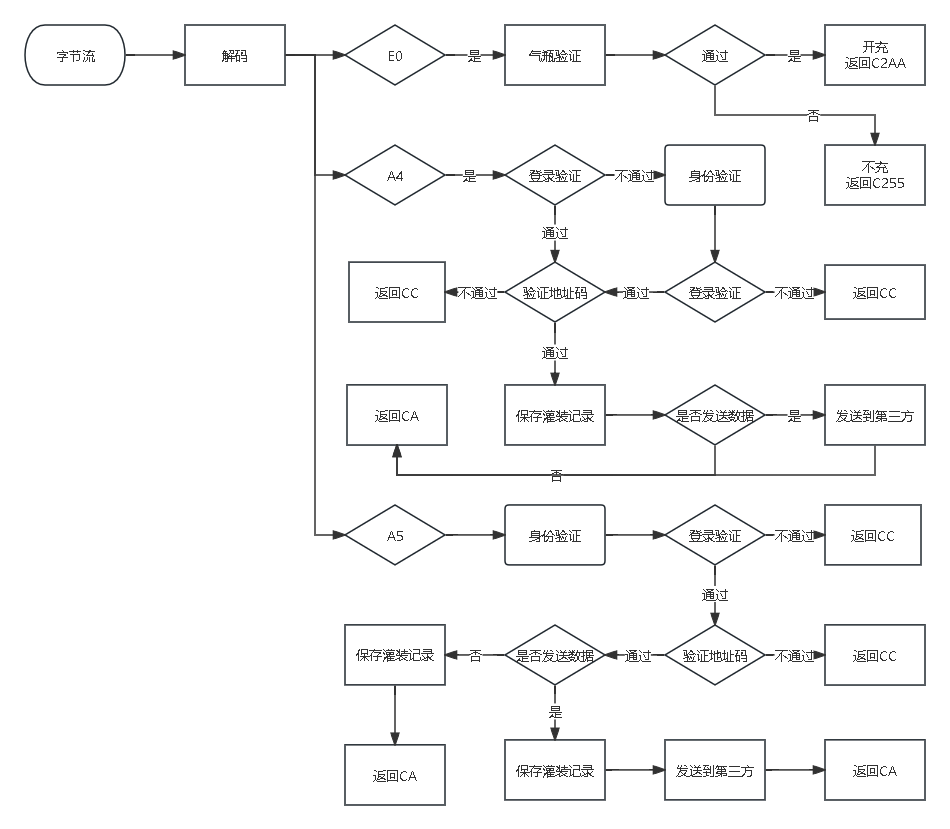 字节流
解码
E0
是
气瓶验证
通过
是
开充
返回C2AA
否
不充
返回C255
A4
是
登录验证
不通过
身份验证
通过
返回CC
不通过
验证地址码
通过
登录验证
不通过
返回CC
通过
返回CA
保存灌装记录
是否发送数据
是
发送到第三方
否
A5
身份验证
登录验证
不通过
返回CC
通过
保存灌装记录
否
是否发送数据
通过
验证地址码
不通过
返回CC
是
返回CA
保存灌装记录
发送到第三方
返回CA